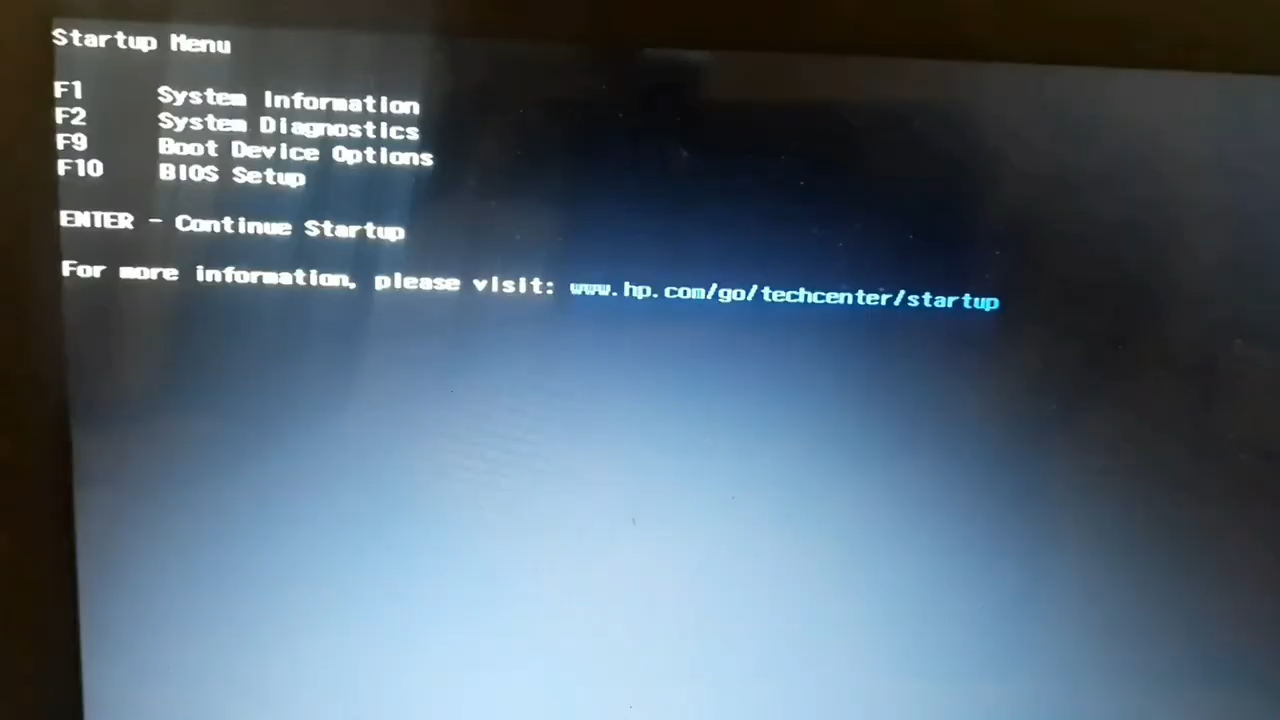 Startup Menu
F1 System Information
F2 System Diagnostics
F9 Boot Device Options
F10 BIOS Setup
ENTER - Continue Startup
For more information, please visit: www.hp.com/go/techcenter/startup